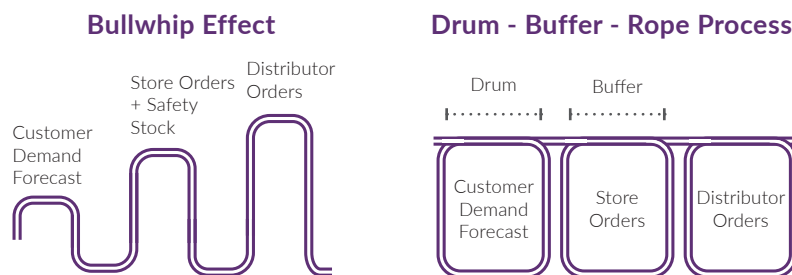 Bullwhip Effect
Customer
Demand
Forecast
Store Orders
+ Safety
Stock
Distributor
Orders
Drum - Buffer - Rope Process
Drum
Buffer
Customer
Demand
Forecast
Store
Orders
Distributor
Orders